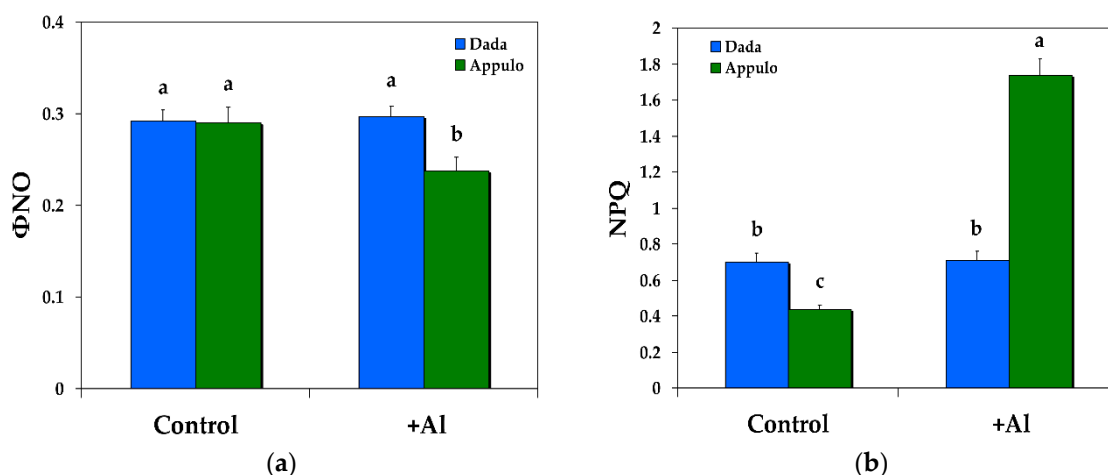 0.4
0.3
0.2
0.1
0
ΦNO
Dada
Appulo
a
a
a
b
Control
+Al
(a)
2
1.8
1.6
1.4
1.2
1
0.8
0.6
0.4
0.2
0
NPQ
Dada
Appulo
b
c
b
a
Control
+Al
(b)